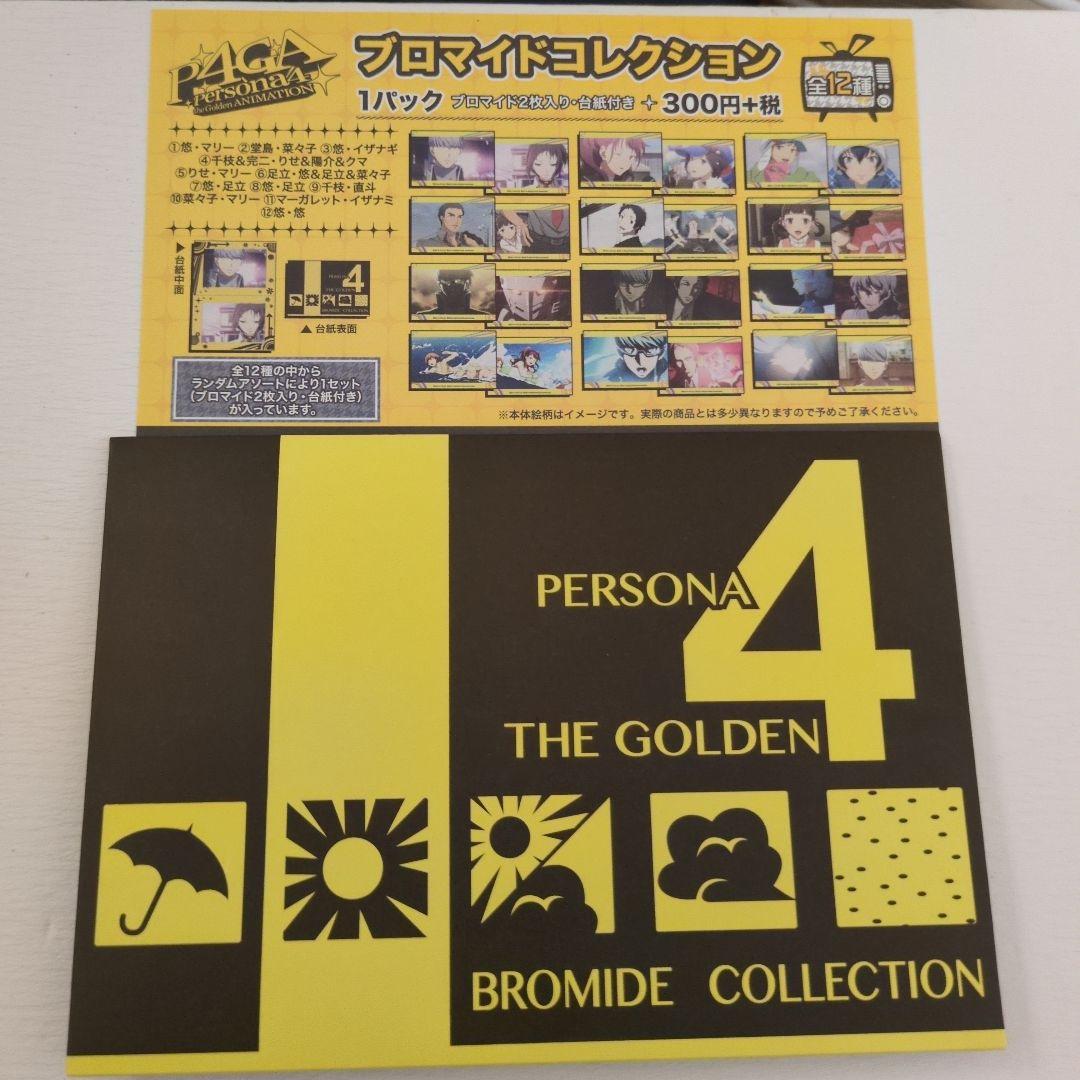 P4GA
Persona4
the Golden ANIMATION
ブロマイドコレクション
1パック ブロマイド2枚入り・台紙付き 300円+税
全12種
①悠・マリー ②堂島・菜々子 ③悠・イザナギ
④千枝&完二・りせ&陽介&クマ
⑤りせ・マリー ⑥足立・悠&足立&菜々子
⑦悠・足立 ⑧悠・足立 ⑨千枝・直斗
⑩菜々子・マリー ⑪マーガレット・イザナミ
⑫悠・悠
▶台紙中面
PERSONA 4
THE GOLDEN
BROMIDE COLLECTION
▲台紙表面
全12種の中から
ランダムアソートにより1セット
(ブロマイド2枚入り・台紙付き)
が入っています。
※本体絵柄はイメージです。実際の商品とは多少異なりますので予めご了承ください。
PERSONA 4
THE GOLDEN
BROMIDE COLLECTION